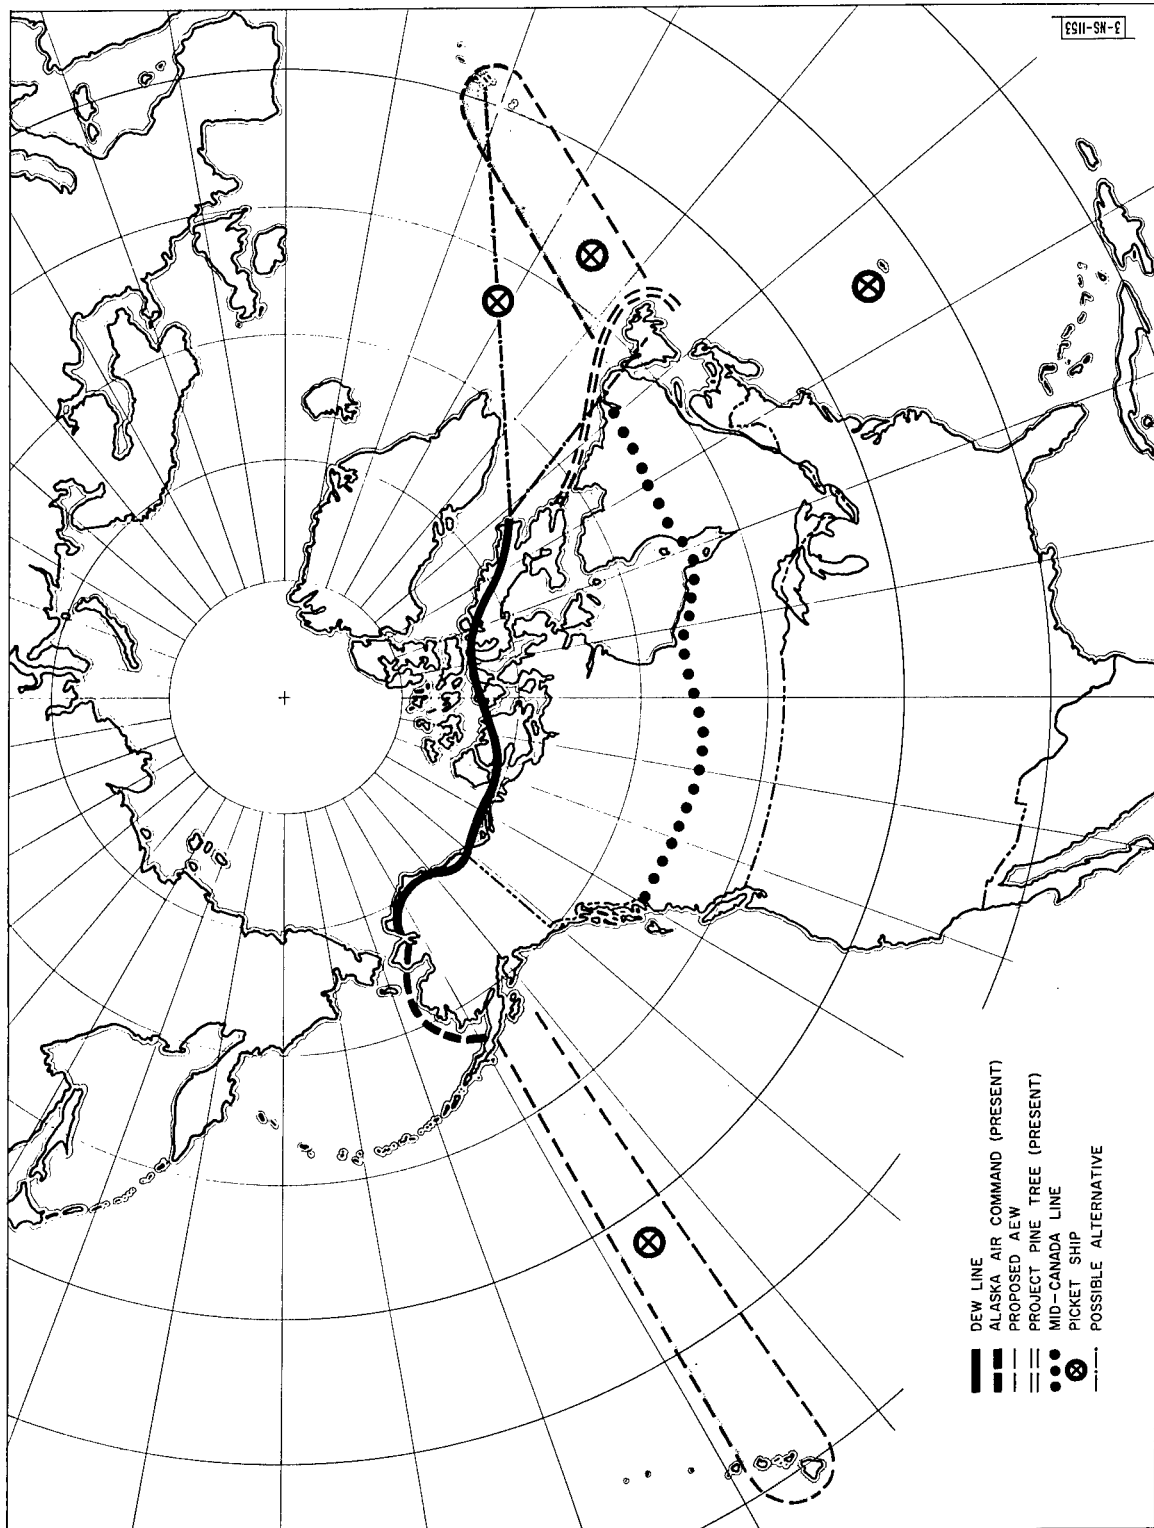 3-NS-1153
DEW LINE
ALASKA AIR COMMAND (PRESENT)
PROPOSED AEW
PROJECT PINE TREE (PRESENT)
MID-CANADA LINE
PICKET SHIP
POSSIBLE ALTERNATIVE